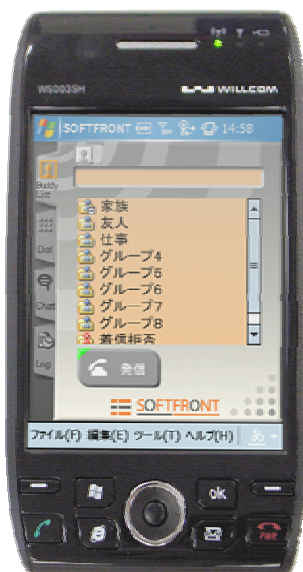 WS003SH WILLCOM
SOFTFRONT 14:58
Buddy List
家族
友人
仕事
グループ4
グループ5
グループ6
グループ7
グループ8
着信拒否
Dial
Chat
Log
発信
SOFTFRONT
ファイル(F) 編集(E) ツール(T) ヘルプ(H) あ
ok